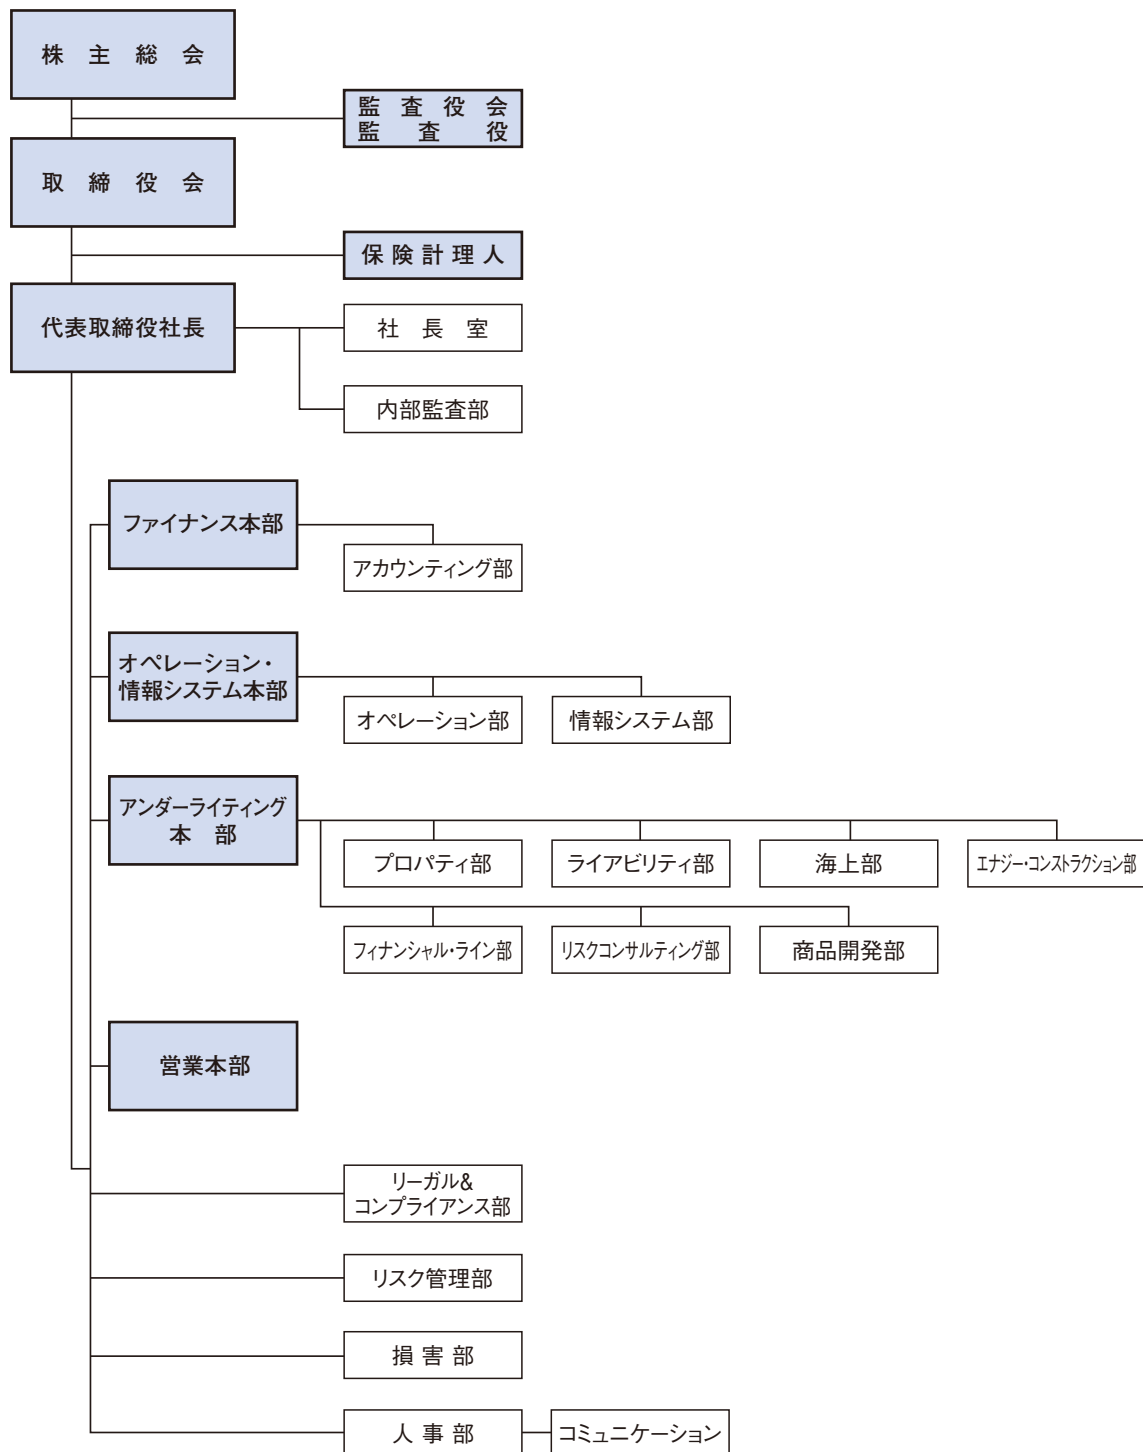 株主総会
監査役会
監査役
取締役会
保険計理人
代表取締役社長
社長室
内部監査部
ファイナンス本部
アカウンティング部
オペレーション・
情報システム本部
オペレーション部
情報システム部
アンダーライティング
本部
プロパティ部
ライアビリティ部
海上部
エナジー・コンストラクション部
フィナンシャル・ライン部
リスクコンサルティング部
商品開発部
営業本部
リーガル&
コンプライアンス部
リスク管理部
損害部
人事部
コミュニケーション